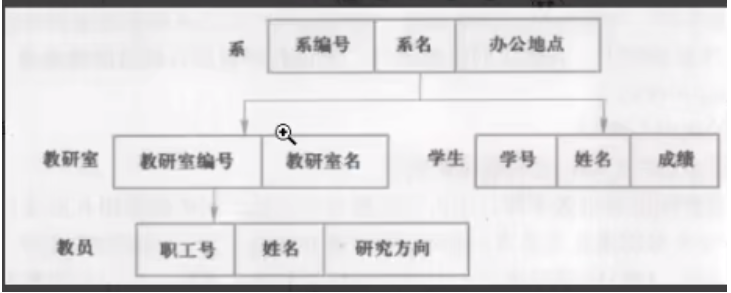 系 系编号 系名 办公地点
教研室 教研室编号 教研室名 学生 学号 姓名 成绩
教员 职工号 姓名 研究方向